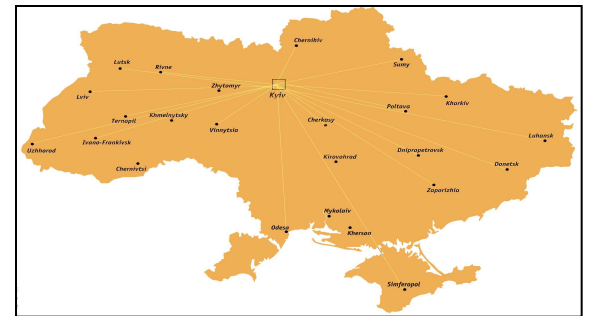 Chernihiv
Lutsk
Rivne
Sumy
Zhytomyr
Kyiv
Lviv
Kharkiv
Poltava
Ternopil
Khmelnytsky
Vinnytsia
Cherkasy
Luhansk
Uzhhorod
Ivano-Frankivsk
Chernivtsi
Kirovohrad
Dnipropetrovsk
Donetsk
Zaporizhia
Mykolaiv
Odesa
Kherson
Simferopol